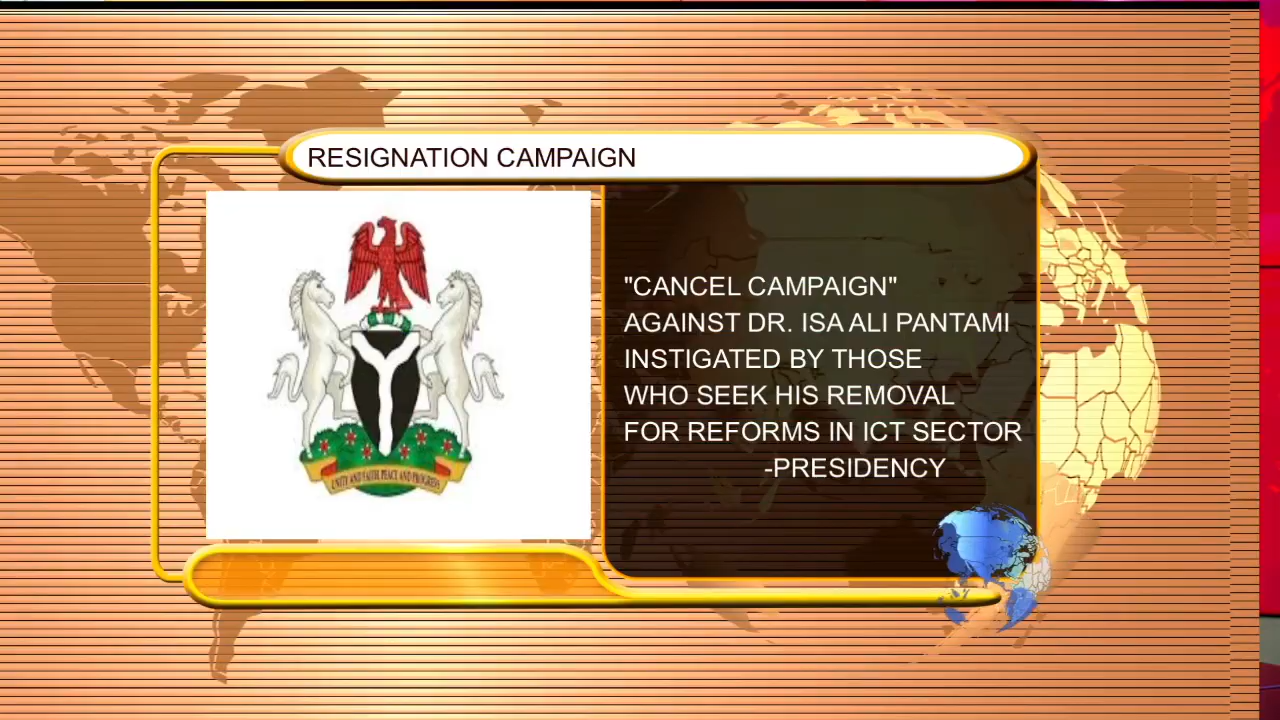 RESIGNATION CAMPAIGN
"CANCEL CAMPAIGN"
AGAINST DR. ISA ALI PANTAMI
INSTIGATED BY THOSE
WHO SEEK HIS REMOVAL
FOR REFORMS IN ICT SECTOR
-PRESIDENCY
UNITY AND FAITH PEACE AND PROGRESS